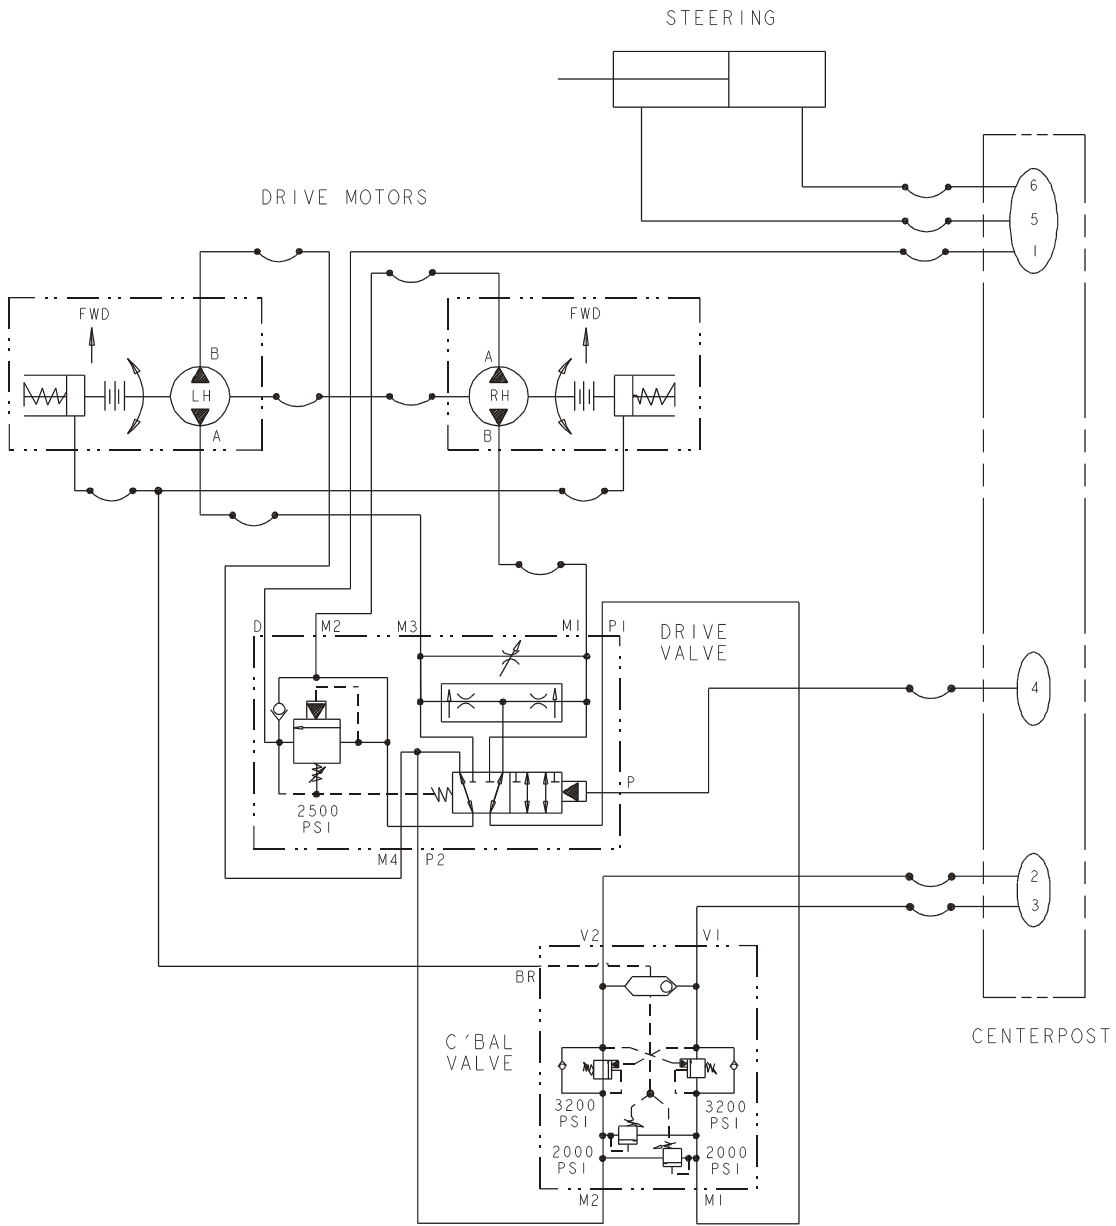 STEERING
6
5
1
DRIVE MOTORS
FWD
B
LH
A
FWD
A
RH
B
D
M2
M3
M1
P1
DRIVE
VALVE
4
P
2500
PSI
M4
P2
2
3
V2
V1
BR
C'BAL
VALVE
CENTERPOST
3200
PSI
3200
PSI
2000
PSI
2000
PSI
M2
M1